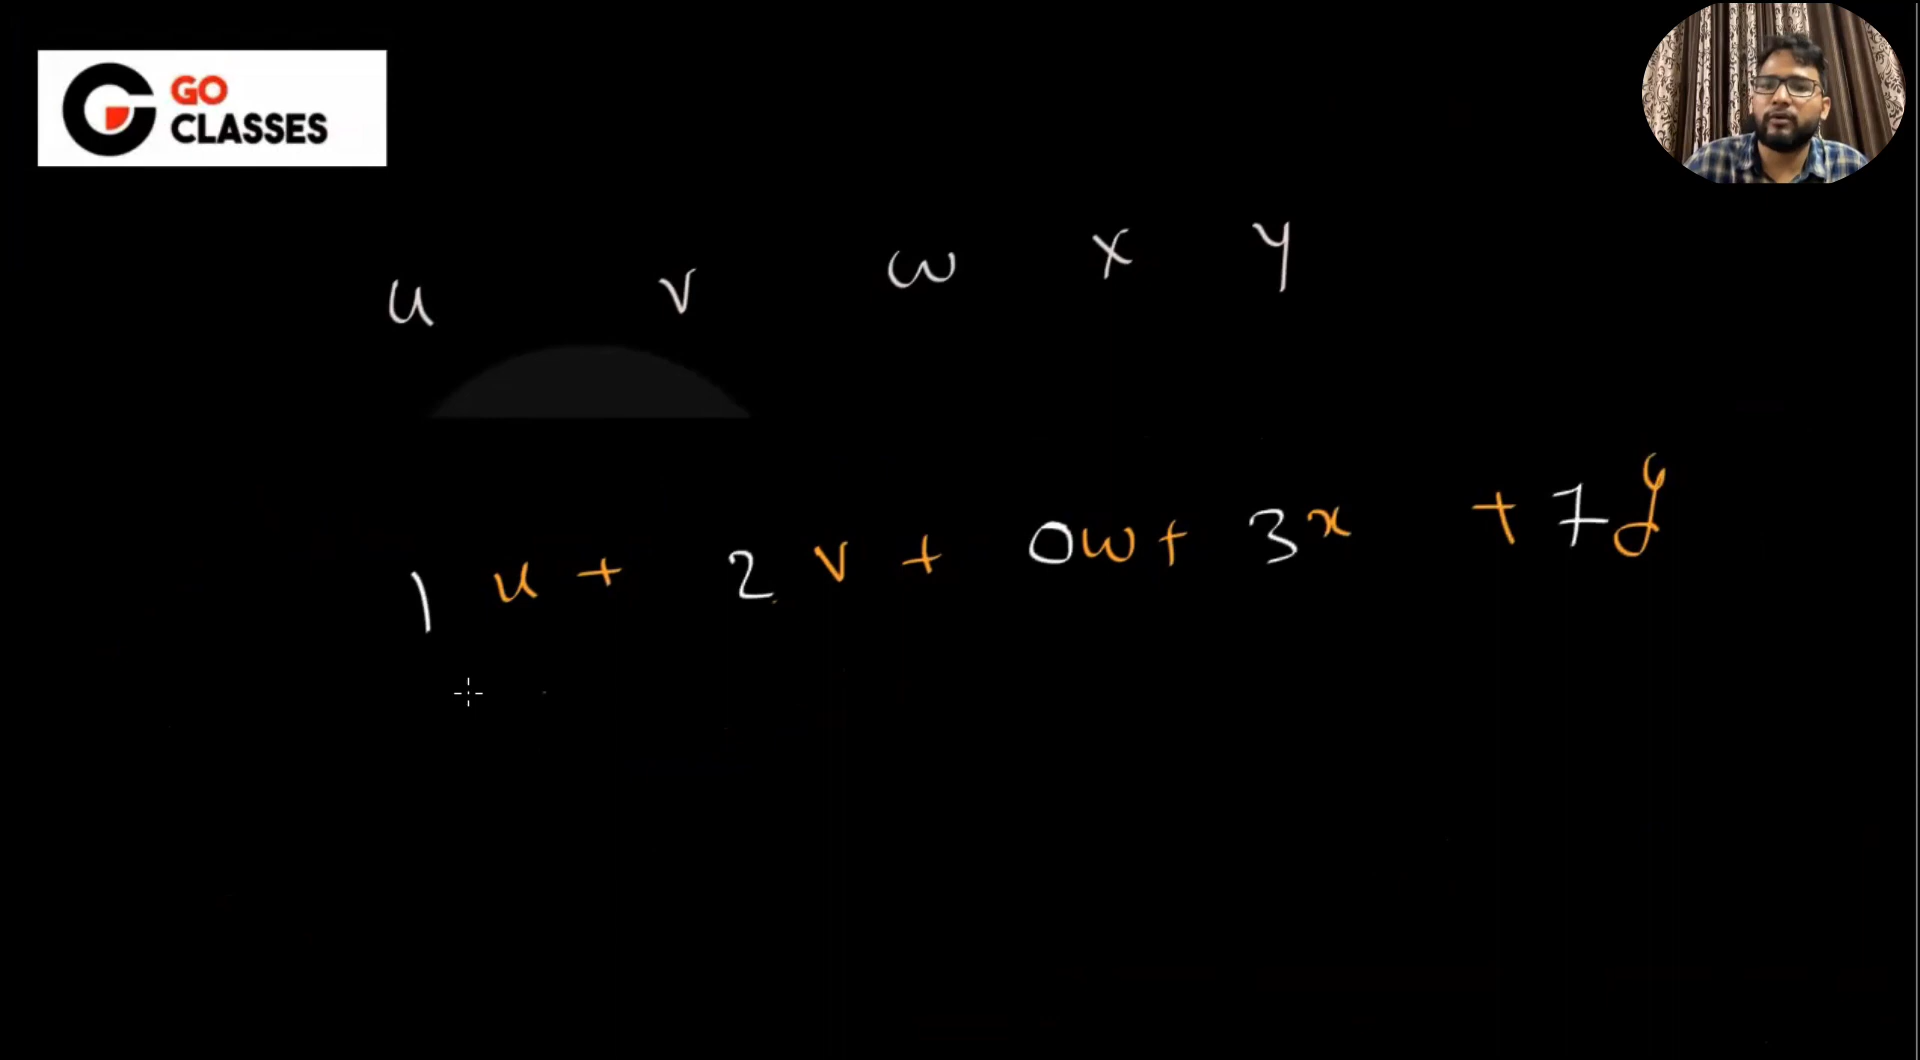 GO
CLASSES
u v w x y
1 u + 2 v + 0w + 3x + 7y